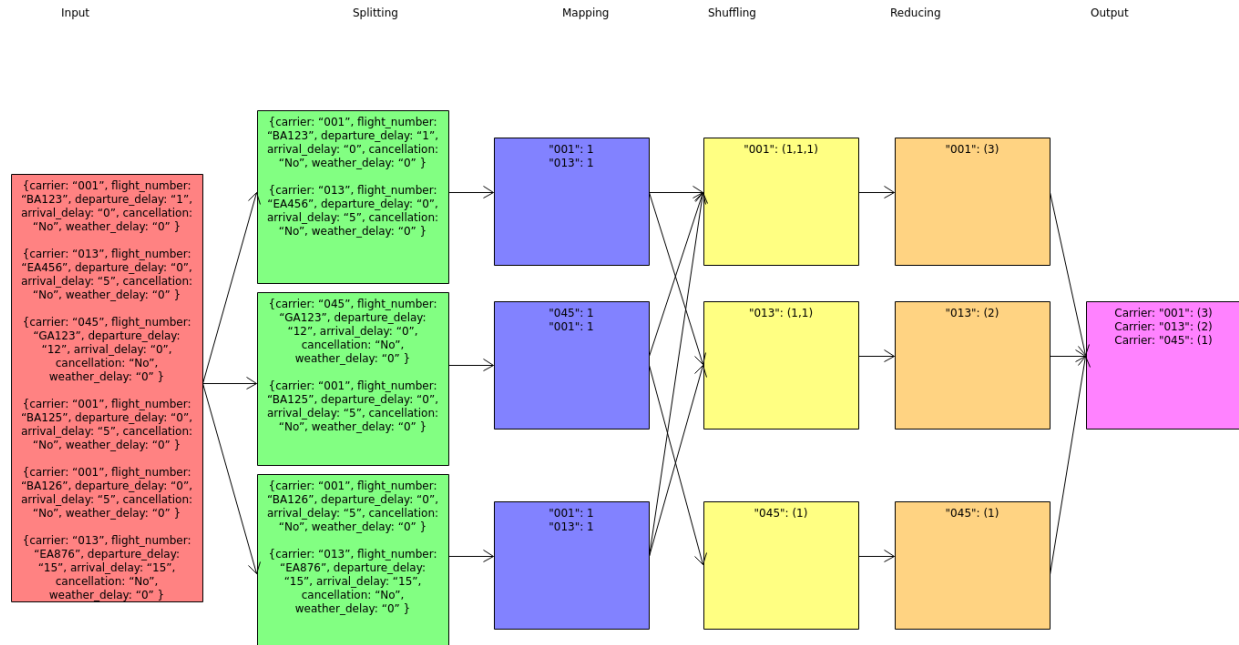 Input
Splitting
Mapping
Shuffling
Reducing
Output
{carrier: “001”, flight_number:
“BA123”, departure_delay: “1”,
arrival_delay: “0”, cancellation:
“No”, weather_delay: “0” }
{carrier: “013”, flight_number:
“EA456”, departure_delay: “0”,
arrival_delay: “5”, cancellation:
“No”, weather_delay: “0” }
{carrier: “045”, flight_number:
“GA123”, departure_delay:
“12”, arrival_delay: “0”,
cancellation: “No”,
weather_delay: “0” }
{carrier: “001”, flight_number:
“BA125”, departure_delay: “0”,
arrival_delay: “5”, cancellation:
“No”, weather_delay: “0” }
{carrier: “001”, flight_number:
“BA126”, departure_delay: “0”,
arrival_delay: “5”, cancellation:
“No”, weather_delay: “0” }
{carrier: “013”, flight_number:
“EA876”, departure_delay:
“15”, arrival_delay: “15”,
cancellation: “No”,
weather_delay: “0” }
{carrier: “001”, flight_number:
“BA123”, departure_delay: “1”,
arrival_delay: “0”, cancellation:
“No”, weather_delay: “0” }
{carrier: “013”, flight_number:
“EA456”, departure_delay: “0”,
arrival_delay: “5”, cancellation:
“No”, weather_delay: “0” }
{carrier: “045”, flight_number:
“GA123”, departure_delay:
“12”, arrival_delay: “0”,
cancellation: “No”,
weather_delay: “0” }
{carrier: “001”, flight_number:
“BA125”, departure_delay: “0”,
arrival_delay: “5”, cancellation:
“No”, weather_delay: “0” }
{carrier: “001”, flight_number:
“BA126”, departure_delay: “0”,
arrival_delay: “5”, cancellation:
“No”, weather_delay: “0” }
{carrier: “013”, flight_number:
“EA876”, departure_delay:
“15”, arrival_delay: “15”,
cancellation: “No”,
weather_delay: “0” }
"001": 1
"013": 1
"045": 1
"001": 1
"001": 1
"013": 1
"001": (1,1,1)
"013": (1,1)
"045": (1)
"001": (3)
"013": (2)
"045": (1)
Carrier: "001": (3)
Carrier: "013": (2)
Carrier: "045": (1)